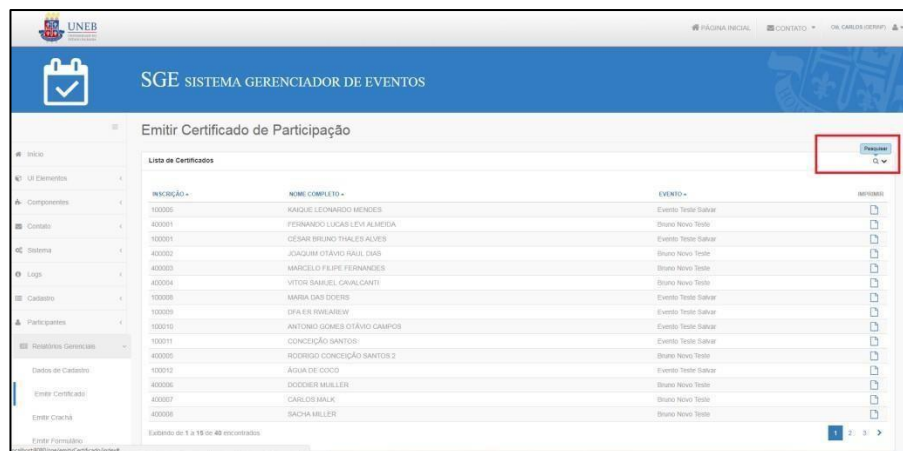 UNEB
PÁGINA INICIAL CONTATO
SGE SISTEMA GERENCIADOR DE EVENTOS
Emitir Certificado de Participação
Pesquisar
Lista de Certificados
INSCRIÇÃO NOME COMPLETO EVENTO IMPRIMIR
100005 KAIQUE LEONARDO MENDES Evento Teste Salvar
400001 FERNANDO LUCAS LEVI ALMEIDA Bruno Novo Teste
100001 CÉSAR BRUNO THALES ALVES Evento Teste Salvar
400002 JOAQUIM OTÁVIO RAUL DIAS Bruno Novo Teste
400003 MARCELO FILIPE FERNANDES Bruno Novo Teste
400004 VITOR SAMUEL CAVALCANTI Bruno Novo Teste
100008 MARIA DAS DOERS Evento Teste Salvar
100009 DFA ER RWEAREW Evento Teste Salvar
100010 ANTONIO GOMES OTÁVIO CAMPOS Evento Teste Salvar
100011 CONCEIÇÃO SANTOS Evento Teste Salvar
400005 RODRIGO CONCEIÇÃO SANTOS 2 Bruno Novo Teste
100012 ÁGUA DE COCO Evento Teste Salvar
400006 DODDIER MUILLER Bruno Novo Teste
400007 CARLOS MALK Bruno Novo Teste
400008 SACHA MILLER Bruno Novo Teste
Exibindo de 1 a 15 de 40 encontrados.
1 2 3
Início
UI Elementos
Componentes
Contato
Sistema
Logs
Cadastro
Participantes
Relatórios Gerenciais
Dados de Cadastro
Emitir Certificado
Emitir Crachá
Emitir Formulário